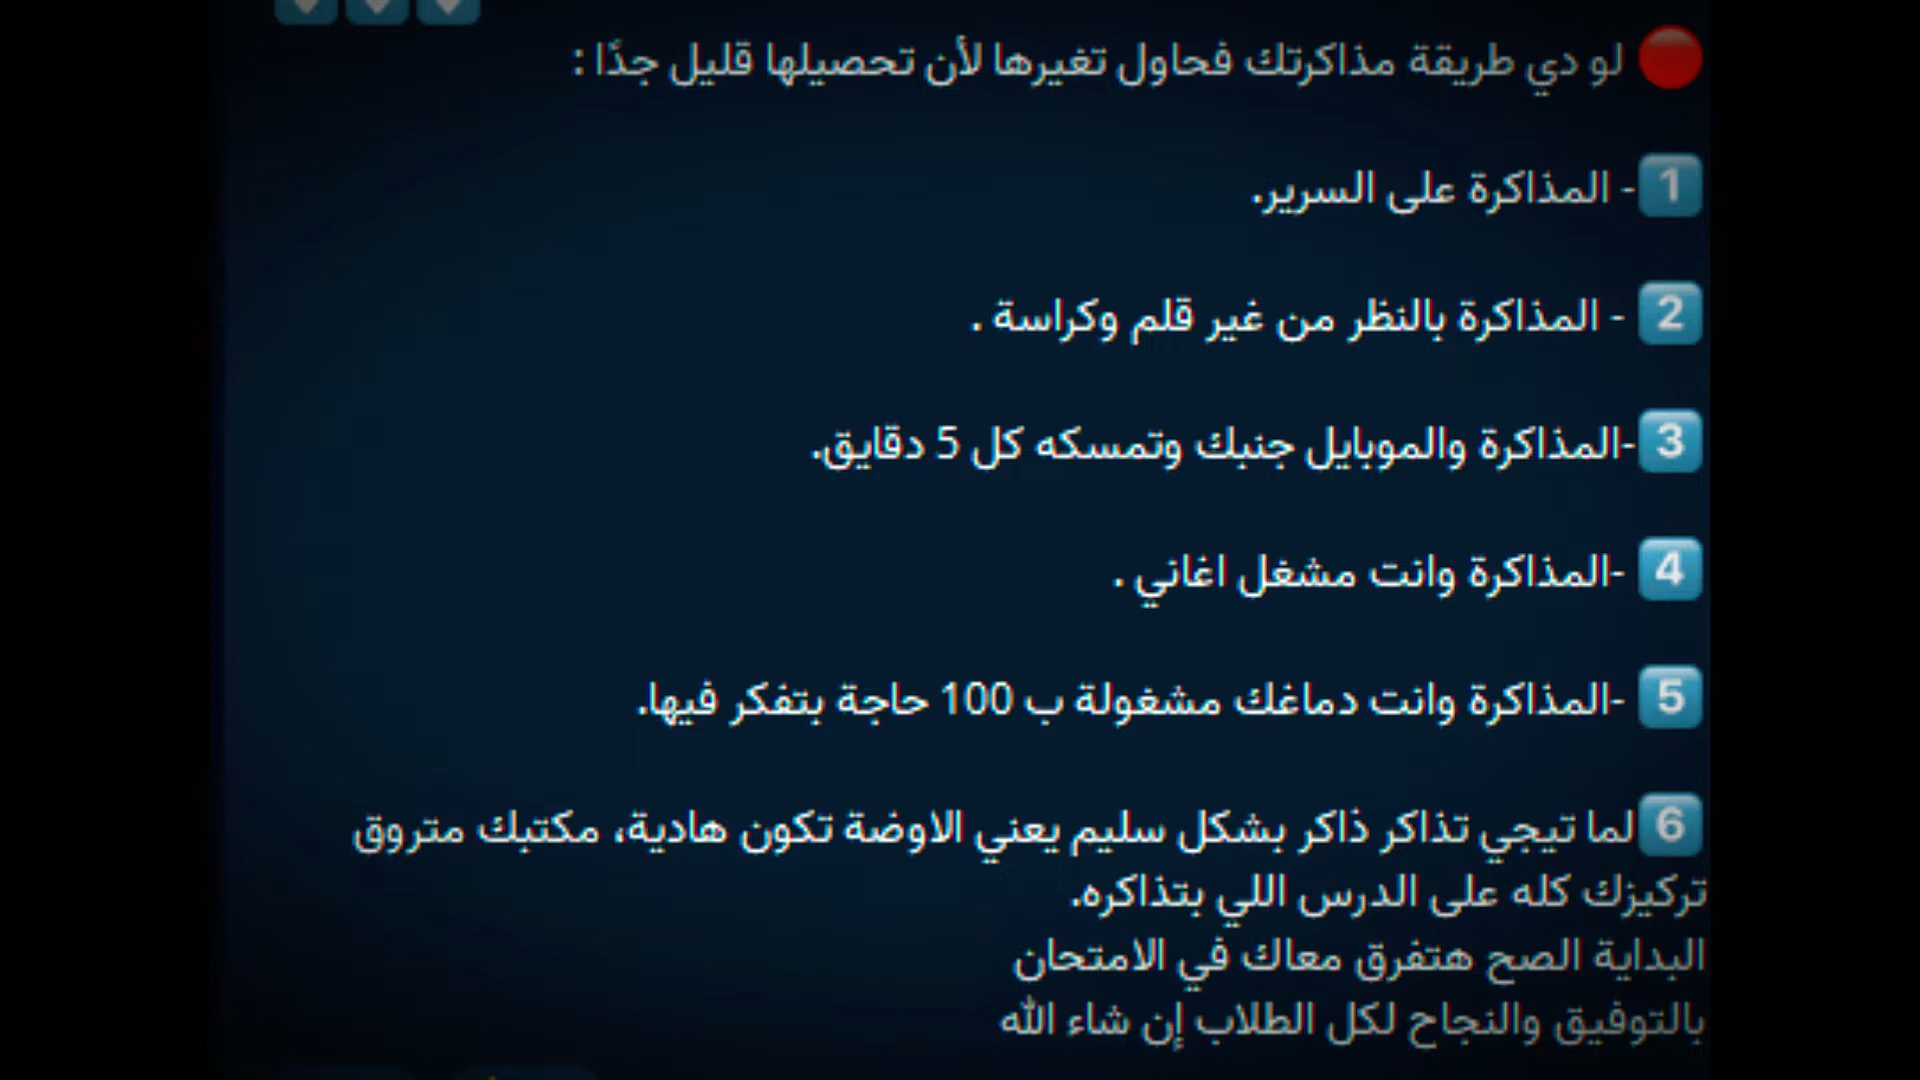 🔴 لو دي طريقة مذاكرتك فحاول تغيرها لأن تحصيلها قليل جدًا :
1️⃣- المذاكرة على السرير.
2️⃣ - المذاكرة بالنظر من غير قلم وكراسة .
3️⃣-المذاكرة والموبايل جنبك وتمسكه كل 5 دقايق.
4️⃣ -المذاكرة وانت مشغل اغاني .
5️⃣ -المذاكرة وانت دماغك مشغولة ب 100 حاجة بتفكر فيها.
6️⃣لما تيجي تذاكر ذاكر بشكل سليم يعني الاوضة تكون هادية، مكتبك متروق
تركيزك كله على الدرس اللي بتذاكره.
البداية الصح هتفرق معاك في الامتحان
بالتوفيق والنجاح لكل الطلاب إن شاء الله